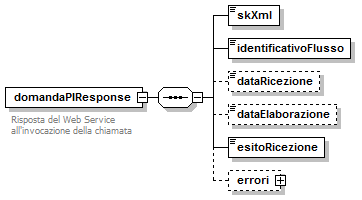 skXml
identificativoFlusso
dataRicezione
domandaPIResponse
dataElaborazione
Risposta del Web Service
all'invocazione della chiamata
esitoRicezione
errori